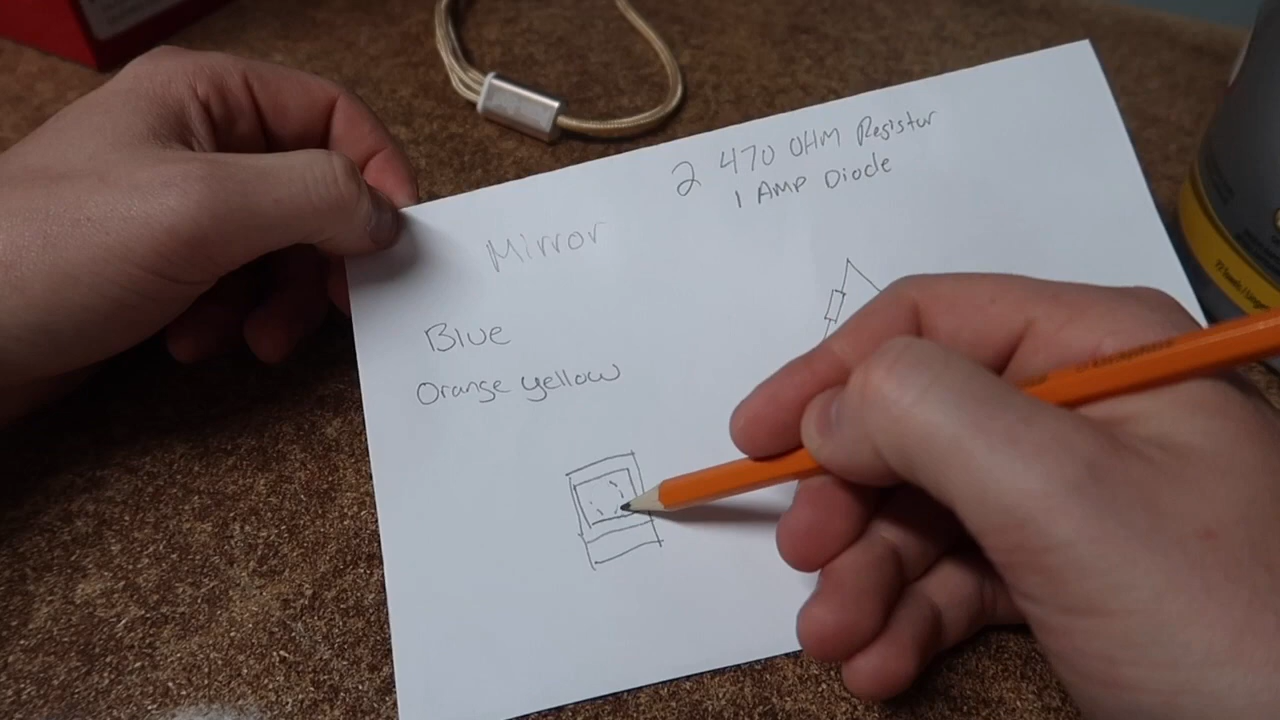 2 470 OHM Resistor
1 AMP Diode
Mirror
Blue
Orange yellow